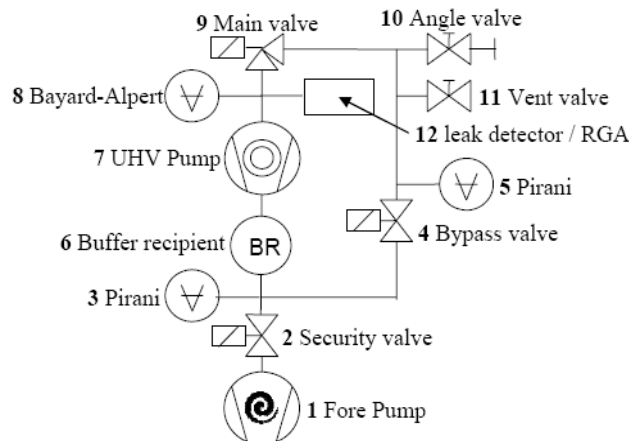 9 Main valve
10 Angle valve
8 Bayard-Alpert
11 Vent valve
12 leak detector / RGA
7 UHV Pump
5 Pirani
4 Bypass valve
6 Buffer recipient
BR
3 Pirani
2 Security valve
1 Fore Pump